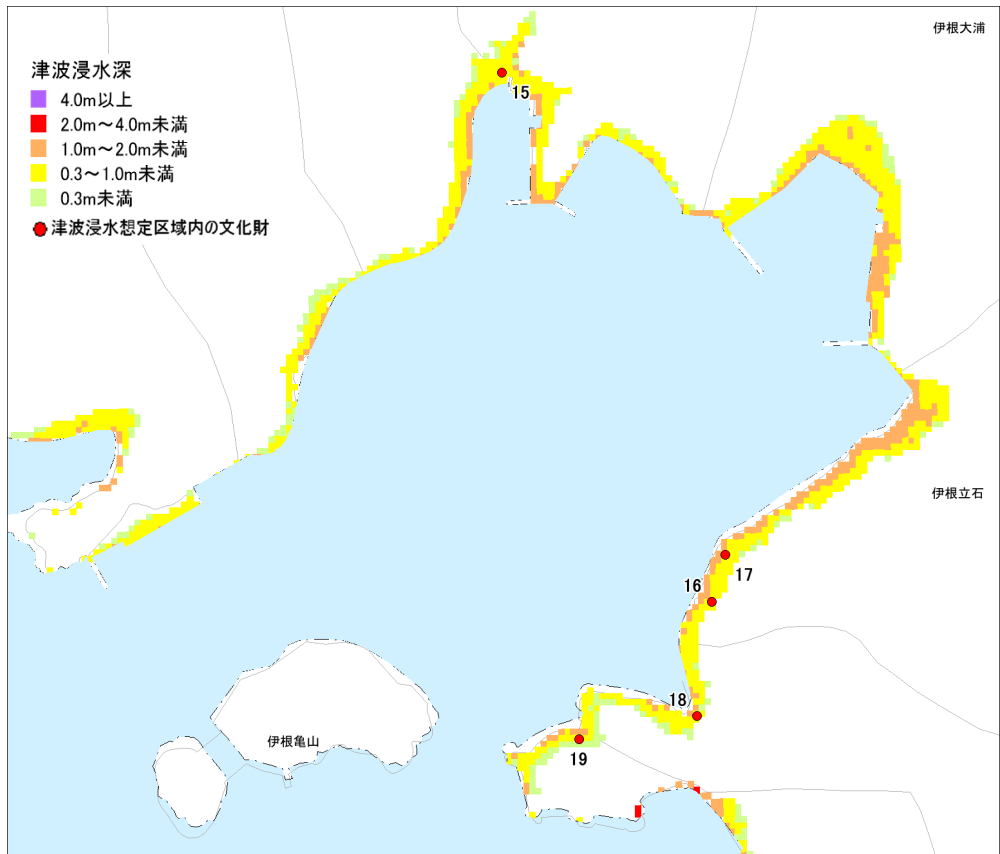 伊根大浦
津波浸水深
4.0m以上
2.0m～4.0m未満
1.0m～2.0m未満
0.3～1.0m未満
0.3m未満
津波浸水想定区域内の文化財
15
伊根立石
16
17
18
伊根亀山
19